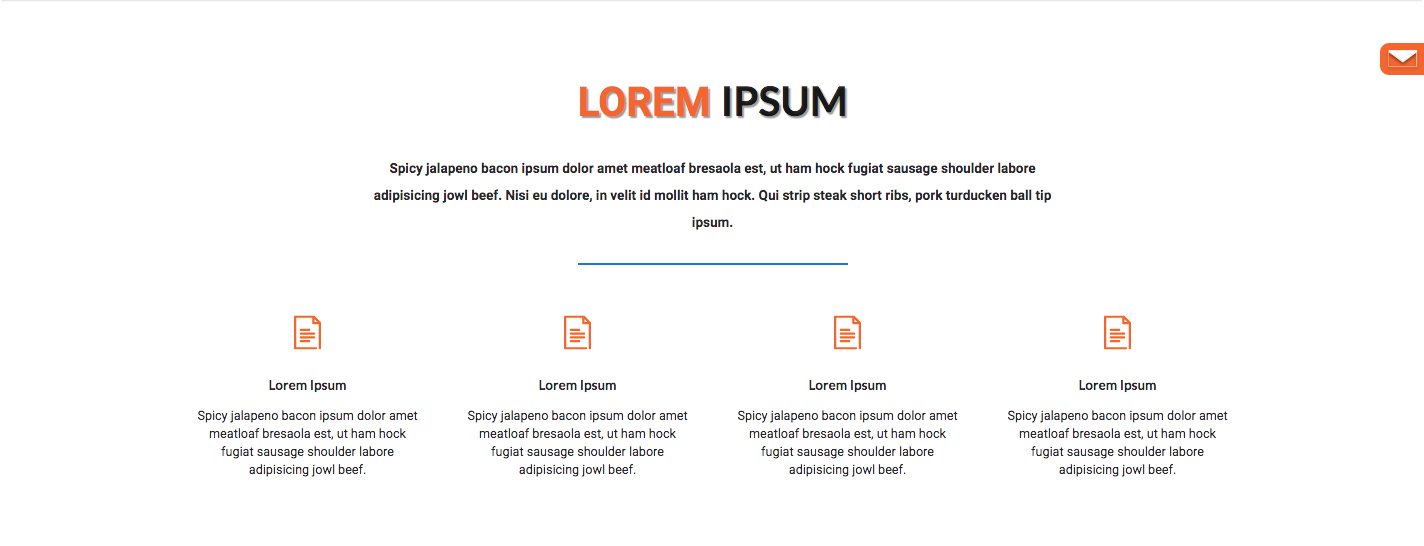 LOREM IPSUM
Spicy jalapeno bacon ipsum dolor amet meatloaf bresaola est, ut ham hock fugiat sausage shoulder labore
adipisicing jowl beef. Nisi eu dolore, in velit id mollit ham hock. Qui strip steak short ribs, pork turducken ball tip
ipsum.
Lorem Ipsum
Spicy jalapeno bacon ipsum dolor amet
meatloaf bresaola est, ut ham hock
fugiat sausage shoulder labore
adipisicing jowl beef.
Lorem Ipsum
Spicy jalapeno bacon ipsum dolor amet
meatloaf bresaola est, ut ham hock
fugiat sausage shoulder labore
adipisicing jowl beef.
Lorem Ipsum
Spicy jalapeno bacon ipsum dolor amet
meatloaf bresaola est, ut ham hock
fugiat sausage shoulder labore
adipisicing jowl beef.
Lorem Ipsum
Spicy jalapeno bacon ipsum dolor amet
meatloaf bresaola est, ut ham hock
fugiat sausage shoulder labore
adipisicing jowl beef.